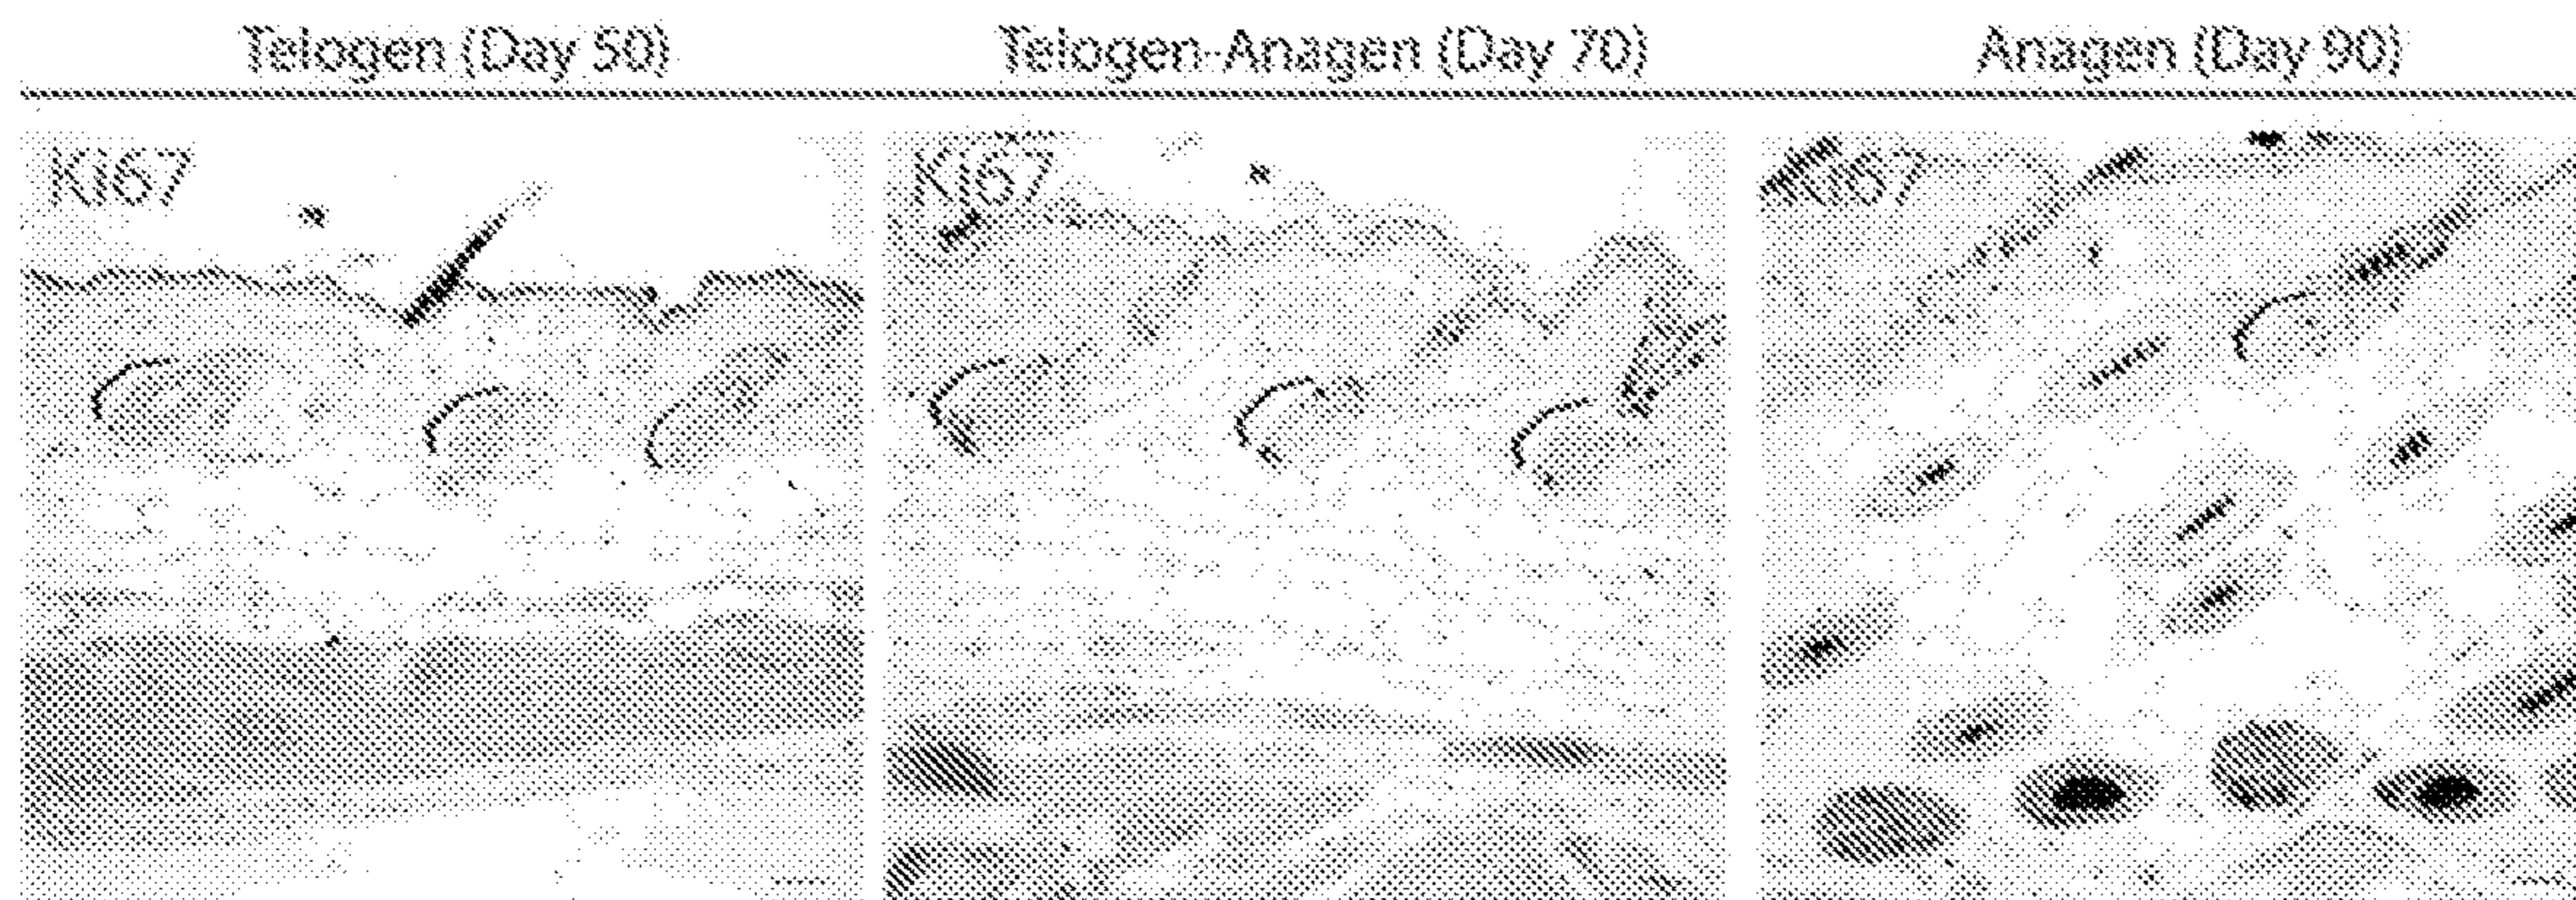 Telogen (Day 50)
Telogen-Anagen (Day 70)
Anagen (Day 90)
Ki67
Ki67
Ki67